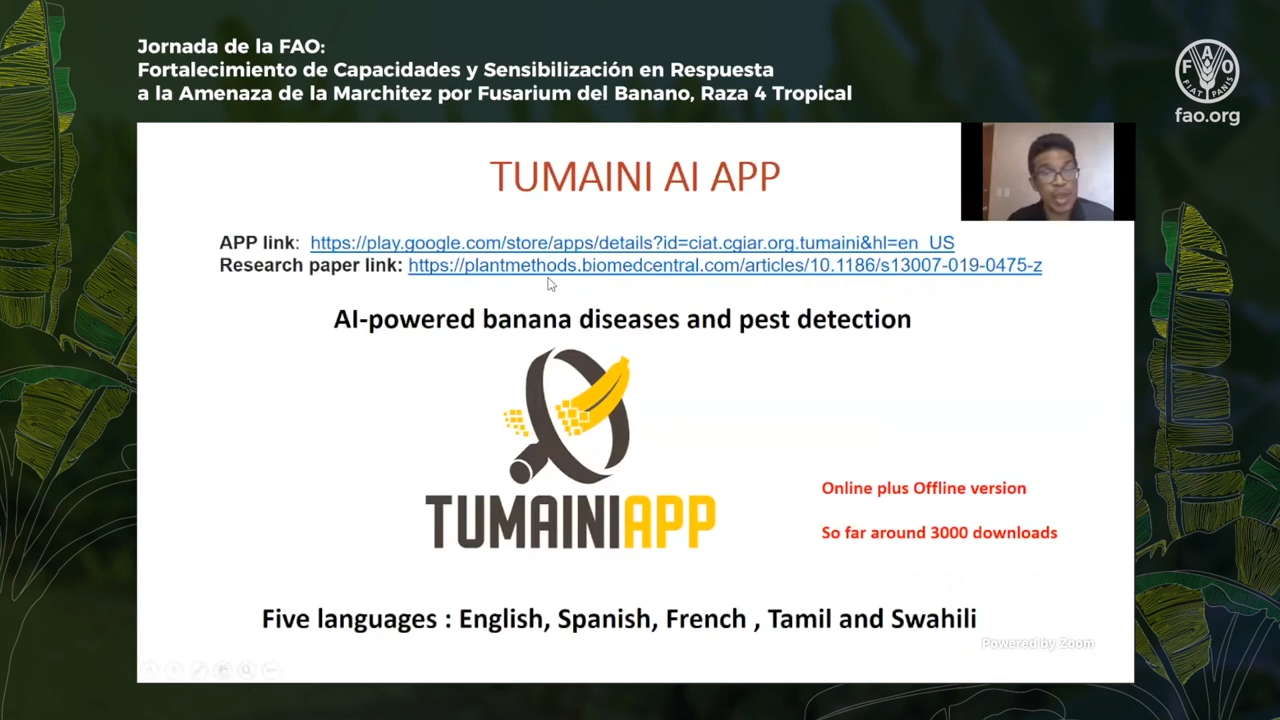 Jornada de la FAO:
Fortalecimiento de Capacidades y Sensibilización en Respuesta
a la Amenaza de la Marchitez por Fusarium del Banano, Raza 4 Tropical
FAO
FIAT PANIS
fao.org
TUMAINI AI APP
APP link: https://play.google.com/store/apps/details?id=ciat.cgiar.org.tumaini&hl=en_US
Research paper link: https://plantmethods.biomedcentral.com/articles/10.1186/s13007-019-0475-z
AI-powered banana diseases and pest detection
TUMAINIAPP
Online plus Offline version
So far around 3000 downloads
Five languages : English, Spanish, French , Tamil and Swahili
Powered by Zoom